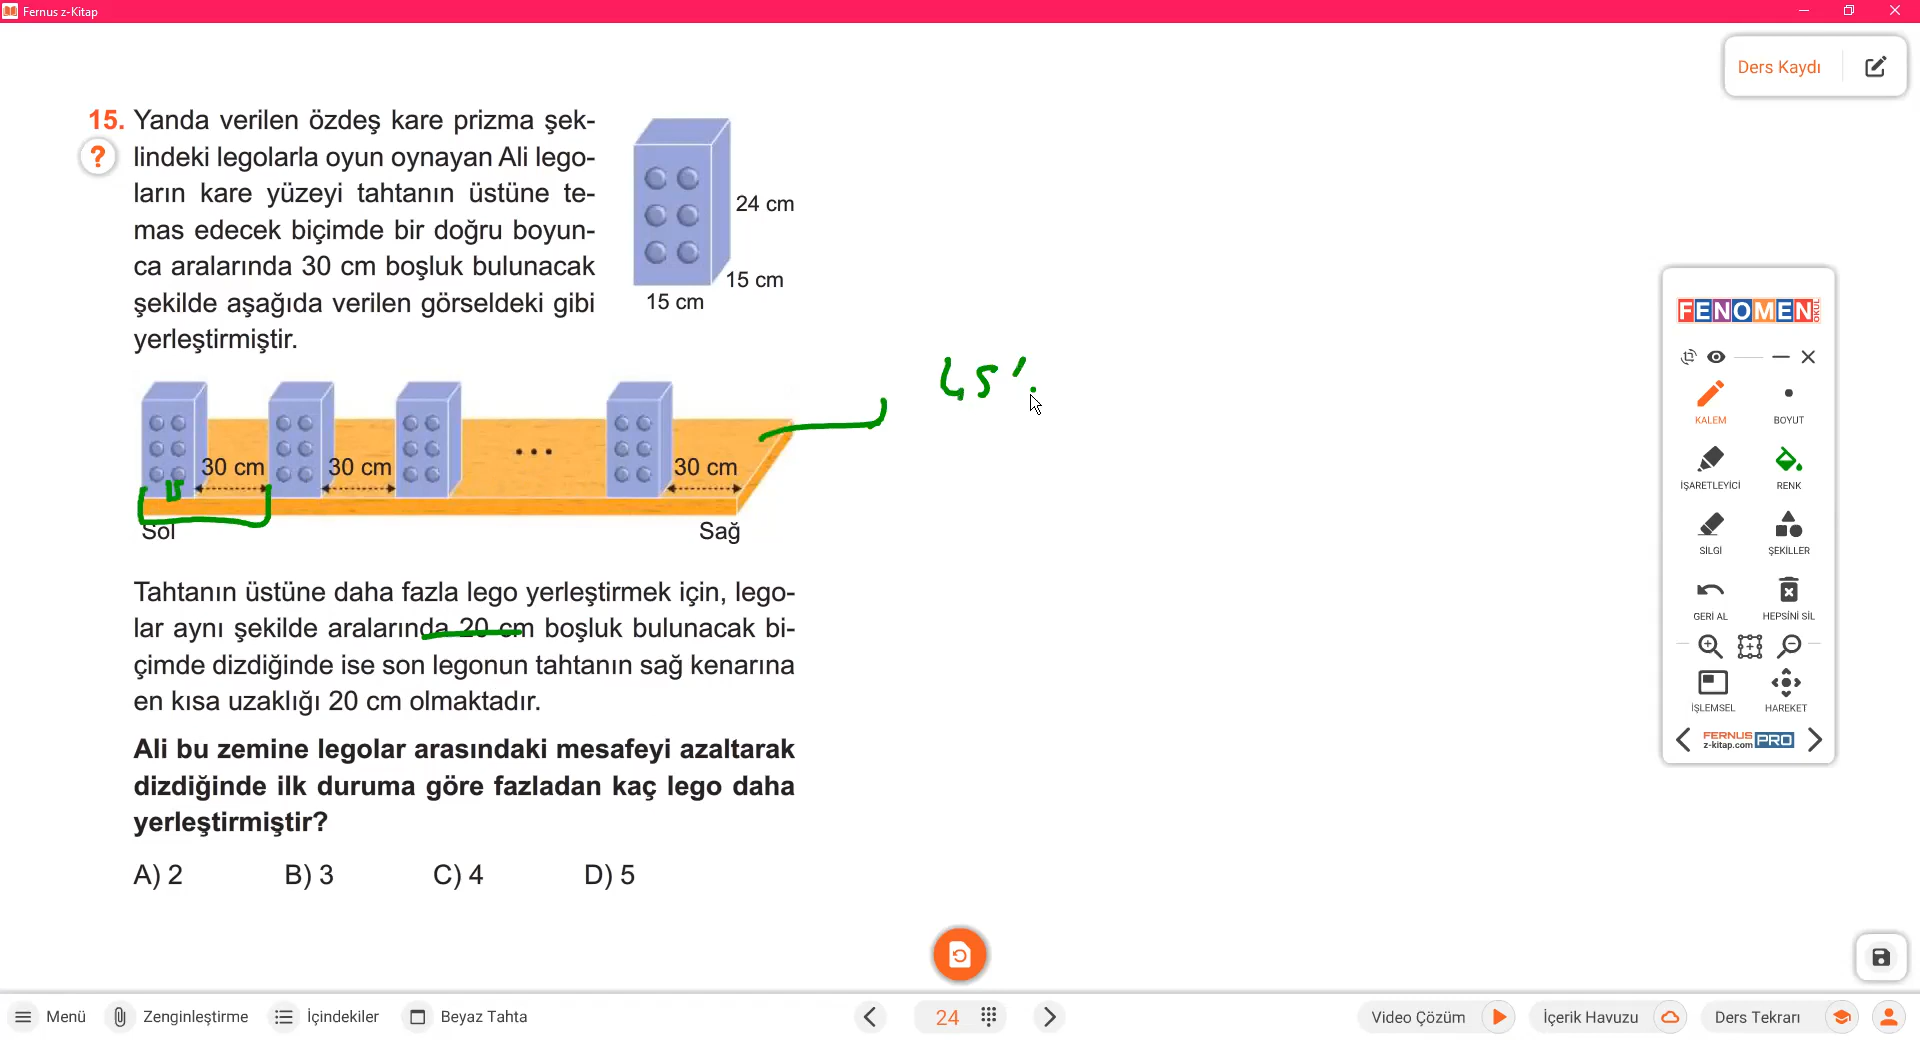 Fernus z-Kitap
Ders Kaydı
15. Yanda verilen özdeş kare prizma şek-
lindeki legolarla oyun oynayan Ali lego-
ların kare yüzeyi tahtanın üstüne te-
mas edecek biçimde bir doğru boyun-
ca aralarında 30 cm boşluk bulunacak
şekilde aşağıda verilen görseldeki gibi
yerleştirmiştir.
?
24 cm
15 cm
15 cm
45'.
30 cm
30 cm
...
30 cm
15
Sol
Sağ
Tahtanın üstüne daha fazla lego yerleştirmek için, lego-
lar aynı şekilde aralarında 20 cm boşluk bulunacak bi-
çimde dizdiğinde ise son legonun tahtanın sağ kenarına
en kısa uzaklığı 20 cm olmaktadır.
Ali bu zemine legolar arasındaki mesafeyi azaltarak
dizdiğinde ilk duruma göre fazladan kaç lego daha
yerleştirmiştir?
A) 2 B) 3 C) 4 D) 5
FENOMEN OKUL
KALEM BOYUT
İŞARETLEYİCİ RENK
SİLGİ ŞEKİLLER
GERİ AL HEPSİNİ SİL
İŞLEMSEL HAREKET
FERNUS
z-kitap.com PRO
Menü Zenginleştirme İçindekiler Beyaz Tahta 24 Video Çözüm İçerik Havuzu Ders Tekrarı